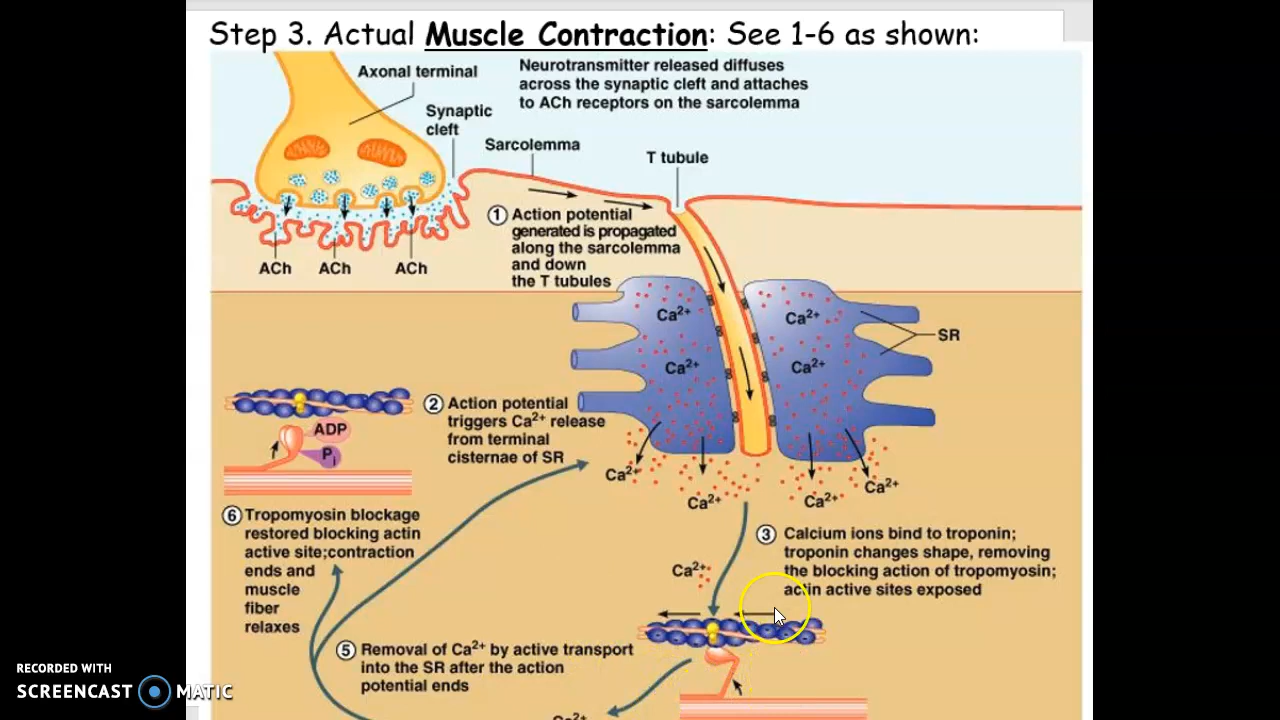 Step 3. Actual Muscle Contraction: See 1-6 as shown:
Axonal terminal
Neurotransmitter released diffuses
across the synaptic cleft and attaches
to ACh receptors on the sarcolemma
Synaptic
cleft
Sarcolemma
T tubule
1 Action potential
generated is propagated
along the sarcolemma
and down
the T tubules
ACh
ACh
ACh
Ca2+
Ca2+
Ca2+
Ca2+
SR
2 Action potential
triggers Ca2+ release
from terminal
cisternae of SR
ADP
Pi
Ca2+
Ca2+
Ca2+
Ca2+
6 Tropomyosin blockage
restored blocking actin
active site;contraction
ends and
muscle
fiber
relaxes
3 Calcium ions bind to troponin;
troponin changes shape, removing
the blocking action of tropomyosin;
actin active sites exposed
Ca2+
5 Removal of Ca2+ by active transport
into the SR after the action
potential ends
Ca2+
RECORDED WITH
SCREENCAST MATIC